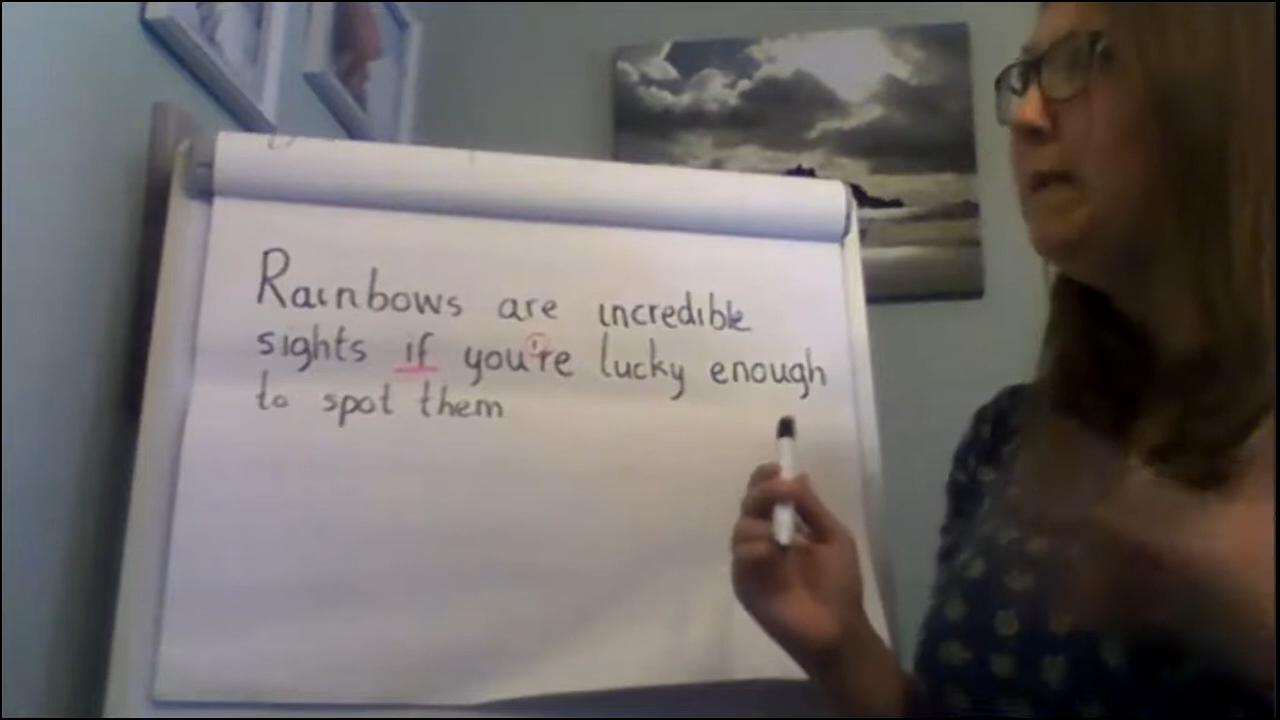 Rainbows are incredible
sights if you're lucky enough
to spot them